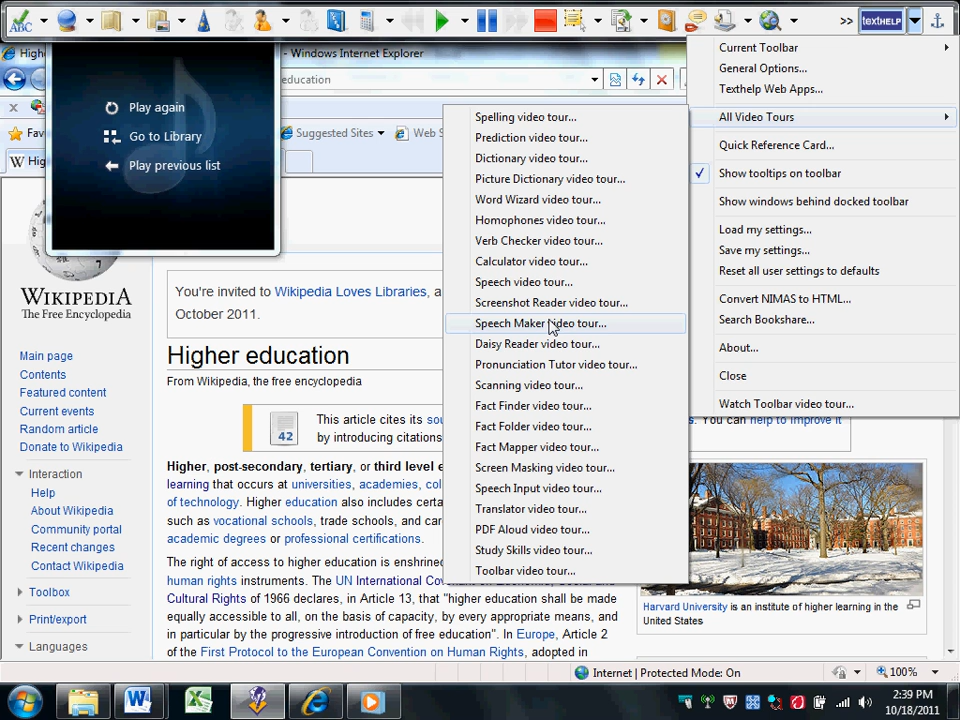 ABC
>>
texthelp
Higher
- Windows Internet Explorer
education
Play again
Go to Library
Play previous list
Suggested Sites
Web S
Fav
W
Hig
Current Toolbar
General Options...
Texthelp Web Apps...
All Video Tours
Quick Reference Card...
Show tooltips on toolbar
Show windows behind docked toolbar
Load my settings...
Save my settings...
Reset all user settings to defaults
Convert NIMAS to HTML...
Search Bookshare...
About...
Close
Watch Toolbar video tour...
Spelling video tour...
Prediction video tour...
Dictionary video tour...
Picture Dictionary video tour...
Word Wizard video tour...
Homophones video tour...
Verb Checker video tour...
Calculator video tour...
Speech video tour...
Screenshot Reader video tour...
Speech Maker video tour...
Daisy Reader video tour...
Pronunciation Tutor video tour...
Scanning video tour...
Fact Finder video tour...
Fact Folder video tour...
Fact Mapper video tour...
Screen Masking video tour...
Speech Input video tour...
Translator video tour...
PDF Aloud video tour...
Study Skills video tour...
Toolbar video tour...
WIKIPEDIA
The Free Encyclopedia
Main page
Contents
Featured content
Current events
Random article
Donate to Wikipedia
Interaction
Help
About Wikipedia
Community portal
Recent changes
Contact Wikipedia
Toolbox
Print/export
Languages
You're invited to Wikipedia Loves Libraries, a
October 2011.
Higher education
From Wikipedia, the free encyclopedia
42
This article cites its sou
s. You can help to improve it
by introducing citations
Higher, post-secondary, tertiary, or third level e
learning that occurs at universities, academies, col
of technology. Higher education also includes certa
such as vocational schools, trade schools, and car
academic degrees or professional certifications.
The right of access to higher education is enshrine
human rights instruments. The UN International Cov
Cultural Rights of 1966 declares, in Article 13, that "higher education shall be made
equally accessible to all, on the basis of capacity, by every appropriate means, and
in particular by the progressive introduction of free education". In Europe, Article 2
of the First Protocol to the European Convention on Human Rights, adopted in
Harvard University is an institute of higher learning in the
United States
Internet | Protected Mode: On
100%
2:39 PM
10/18/2011